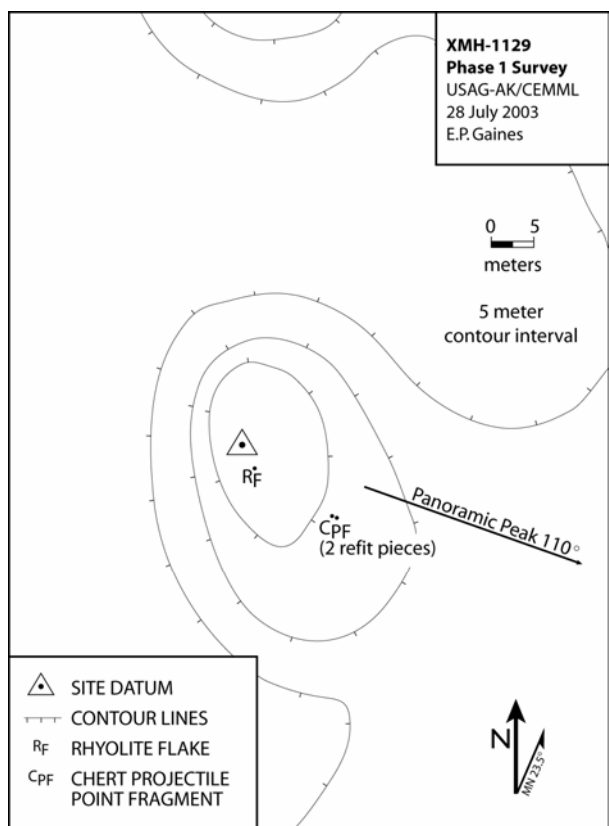 XMH-1129
Phase 1 Survey
USAG-AK/CEMML
28 July 2003
E.P. Gaines
0 5
meters
5 meter
contour interval
RF
CPF
(2 refit pieces)
Panoramic Peak 110°
SITE DATUM
CONTOUR LINES
RF RHYOLITE FLAKE
CPF CHERT PROJECTILE
POINT FRAGMENT
N
MN 23.5°